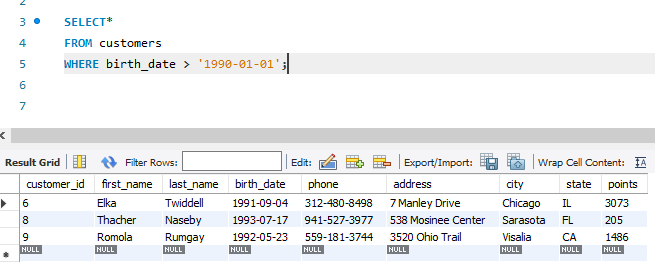 3 SELECT*
4 FROM customers
5 WHERE birth_date > '1990-01-01';
6
7
Result Grid Filter Rows: Edit: Export/Import: Wrap Cell Content: IA
customer_id first_name last_name birth_date phone address city state points
6 Elka Twiddell 1991-09-04 312-480-8498 7 Manley Drive Chicago IL 3073
8 Thacher Naseby 1993-07-17 941-527-3977 538 Mosinee Center Sarasota FL 205
9 Romola Rumgay 1992-05-23 559-181-3744 3520 Ohio Trail Visalia CA 1486
NULL NULL NULL NULL NULL NULL NULL NULL NULL